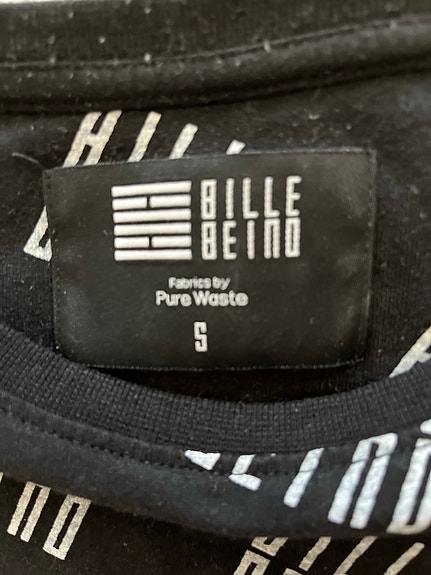 BILLE
BEINO
Fabrics by
Pure Waste
S